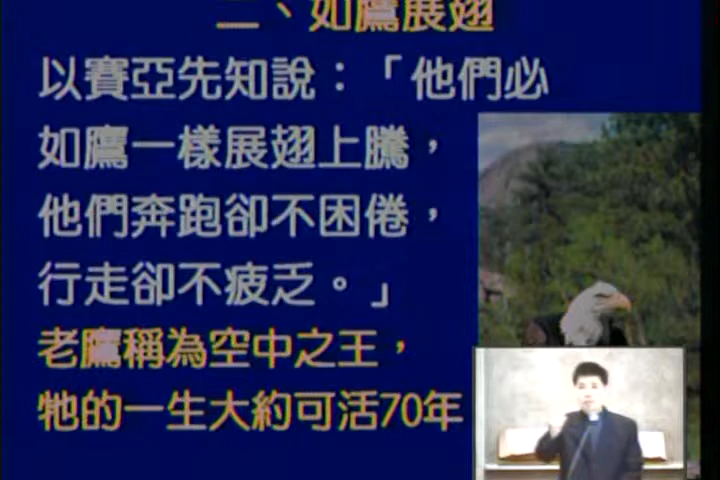 二、如鷹展翅
以賽亞先知說：「他們必
如鷹一樣展翅上騰，
他們奔跑卻不困倦，
行走卻不疲乏。」
老鷹稱為空中之王，
牠的一生大約可活70年